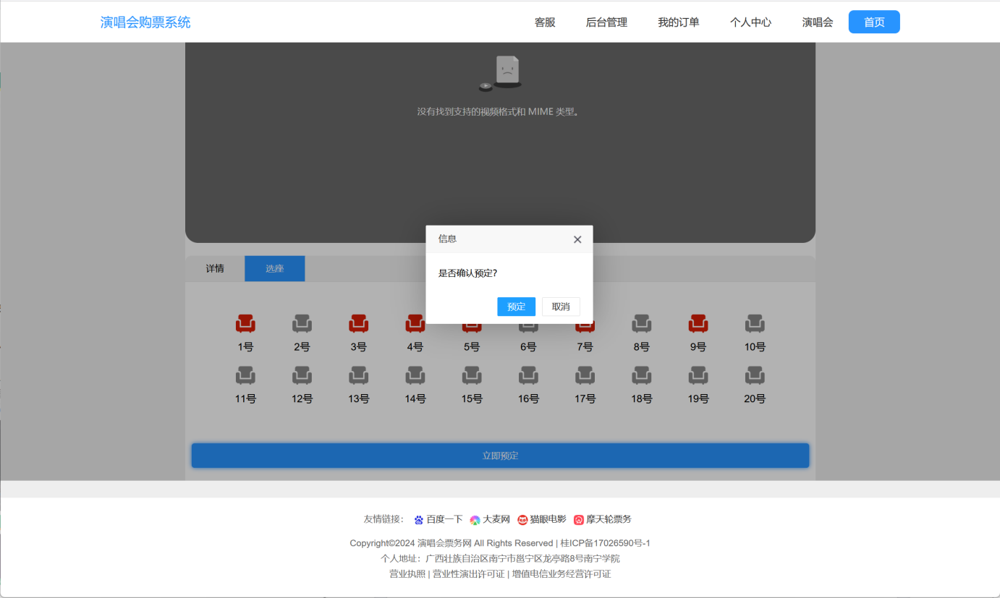 演唱会购票系统 客服 后台管理 我的订单 个人中心 演唱会 首页
没有找到支持的视频格式和 MIME 类型。
信息
是否确认预定?
预定 取消
详情 选座
1号 2号 3号 4号 5号 6号 7号 8号 9号 10号
11号 12号 13号 14号 15号 16号 17号 18号 19号 20号
立即预定
友情链接： 百度一下 大麦网 猫眼电影 摩天轮票务
Copyright©2024 演唱会票务网 All Rights Reserved | 桂ICP备17026590号-1
个人地址：广西壮族自治区南宁市邕宁区龙亭路8号南宁学院
营业执照 | 营业性演出许可证 | 增值电信业务经营许可证